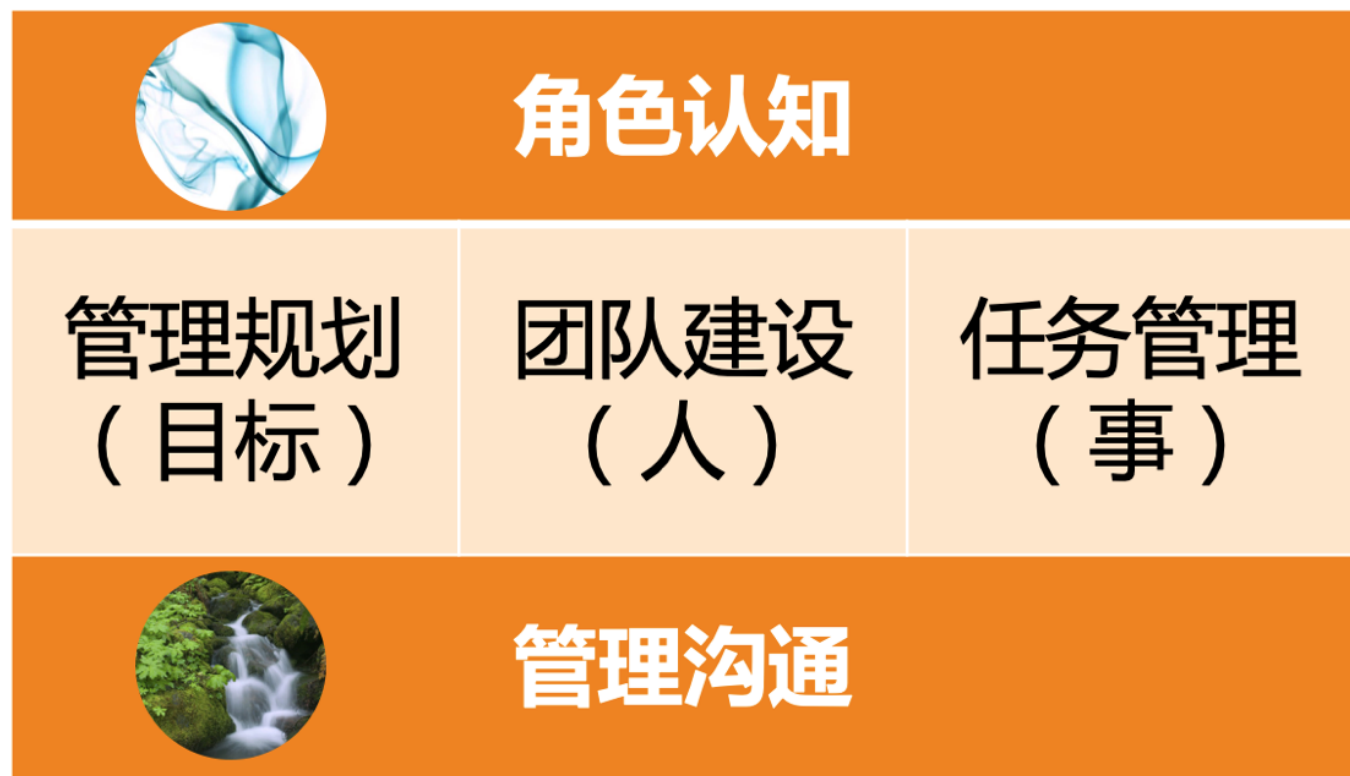 角色认知
管理规划
（目标）
团队建设
（人）
任务管理
（事）
管理沟通